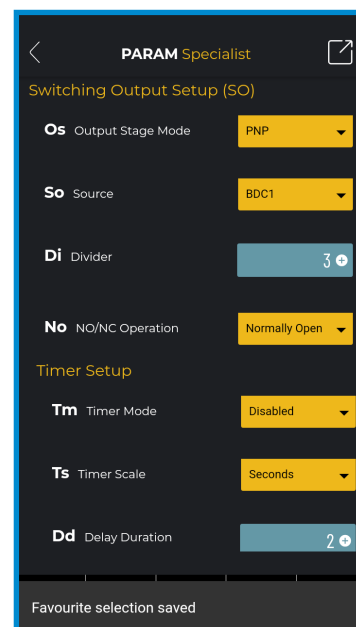 PARAM Specialist
Switching Output Setup (SO)
Os Output Stage Mode PNP
So Source BDC1
Di Divider 3
No NO/NC Operation Normally Open
Timer Setup
Tm Timer Mode Disabled
Ts Timer Scale Seconds
Dd Delay Duration 2
Favourite selection saved